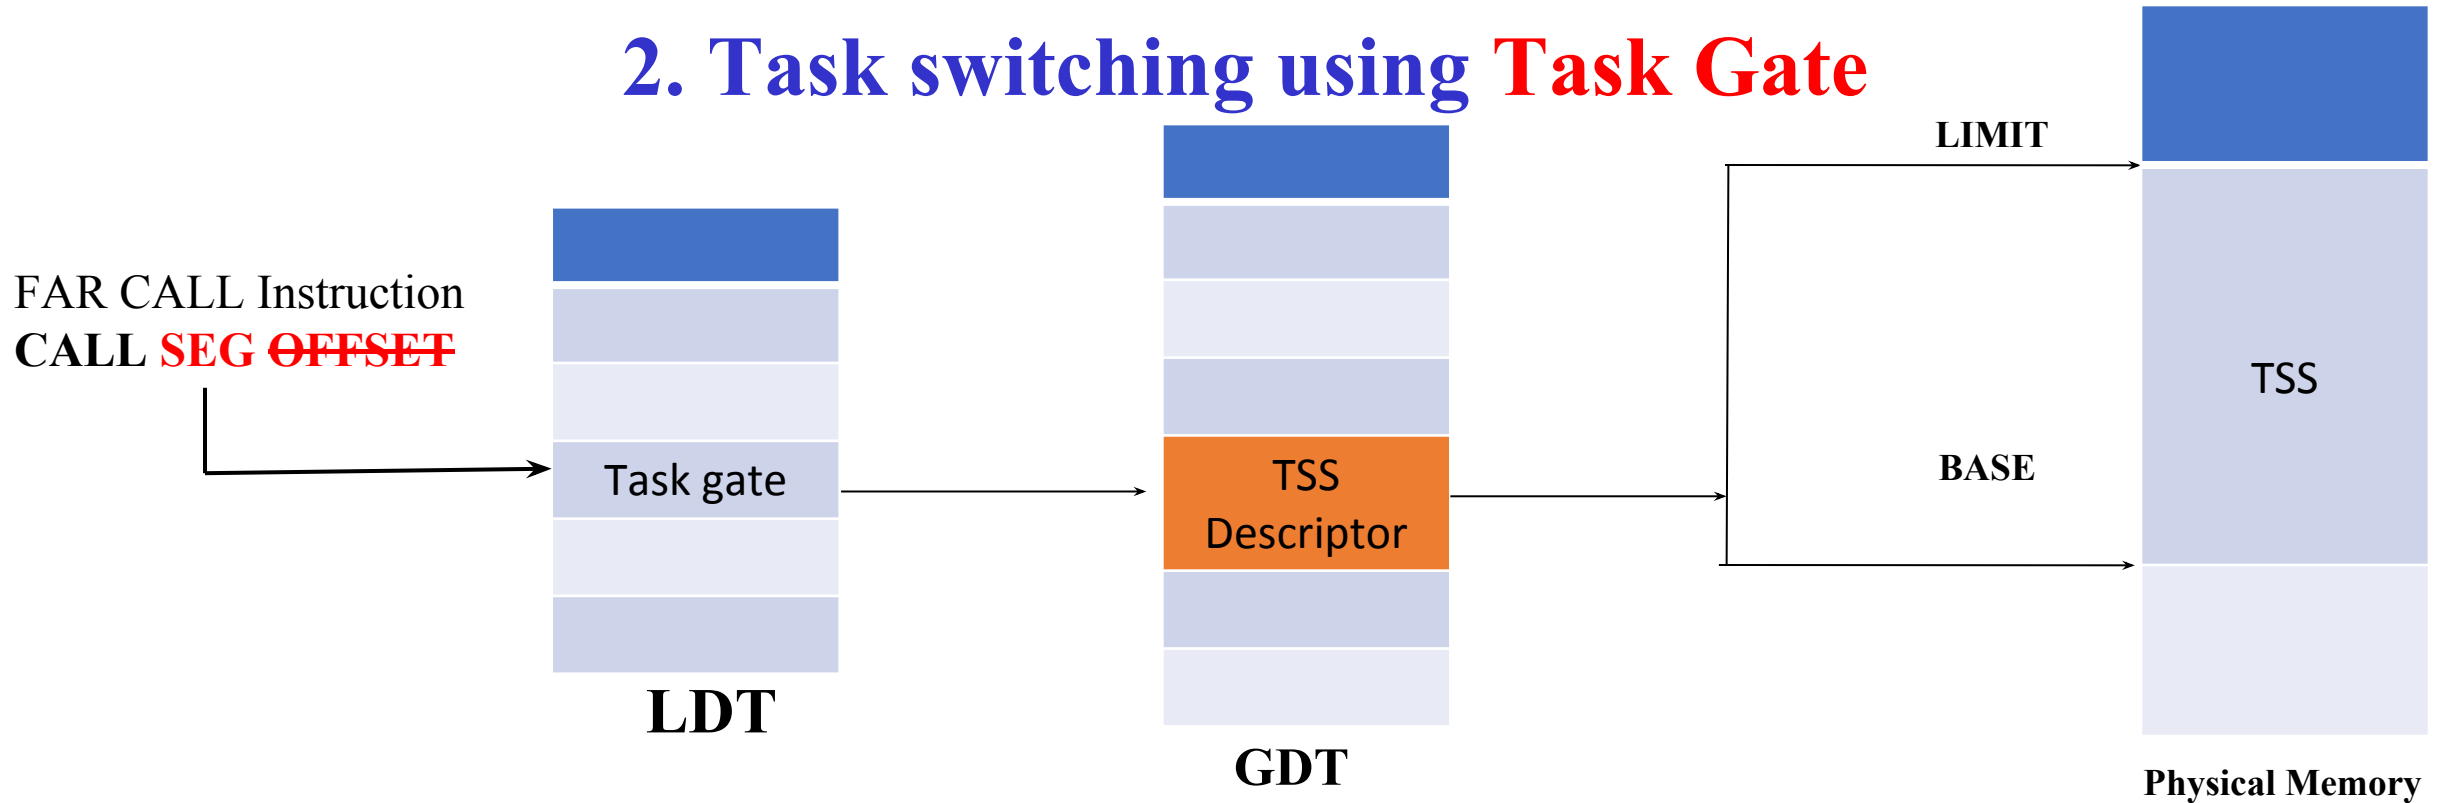 2. Task switching using Task Gate
FAR CALL Instruction
CALL SEG OFFSET
Task gate
LDT
TSS
Descriptor
GDT
LIMIT
BASE
TSS
Physical Memory